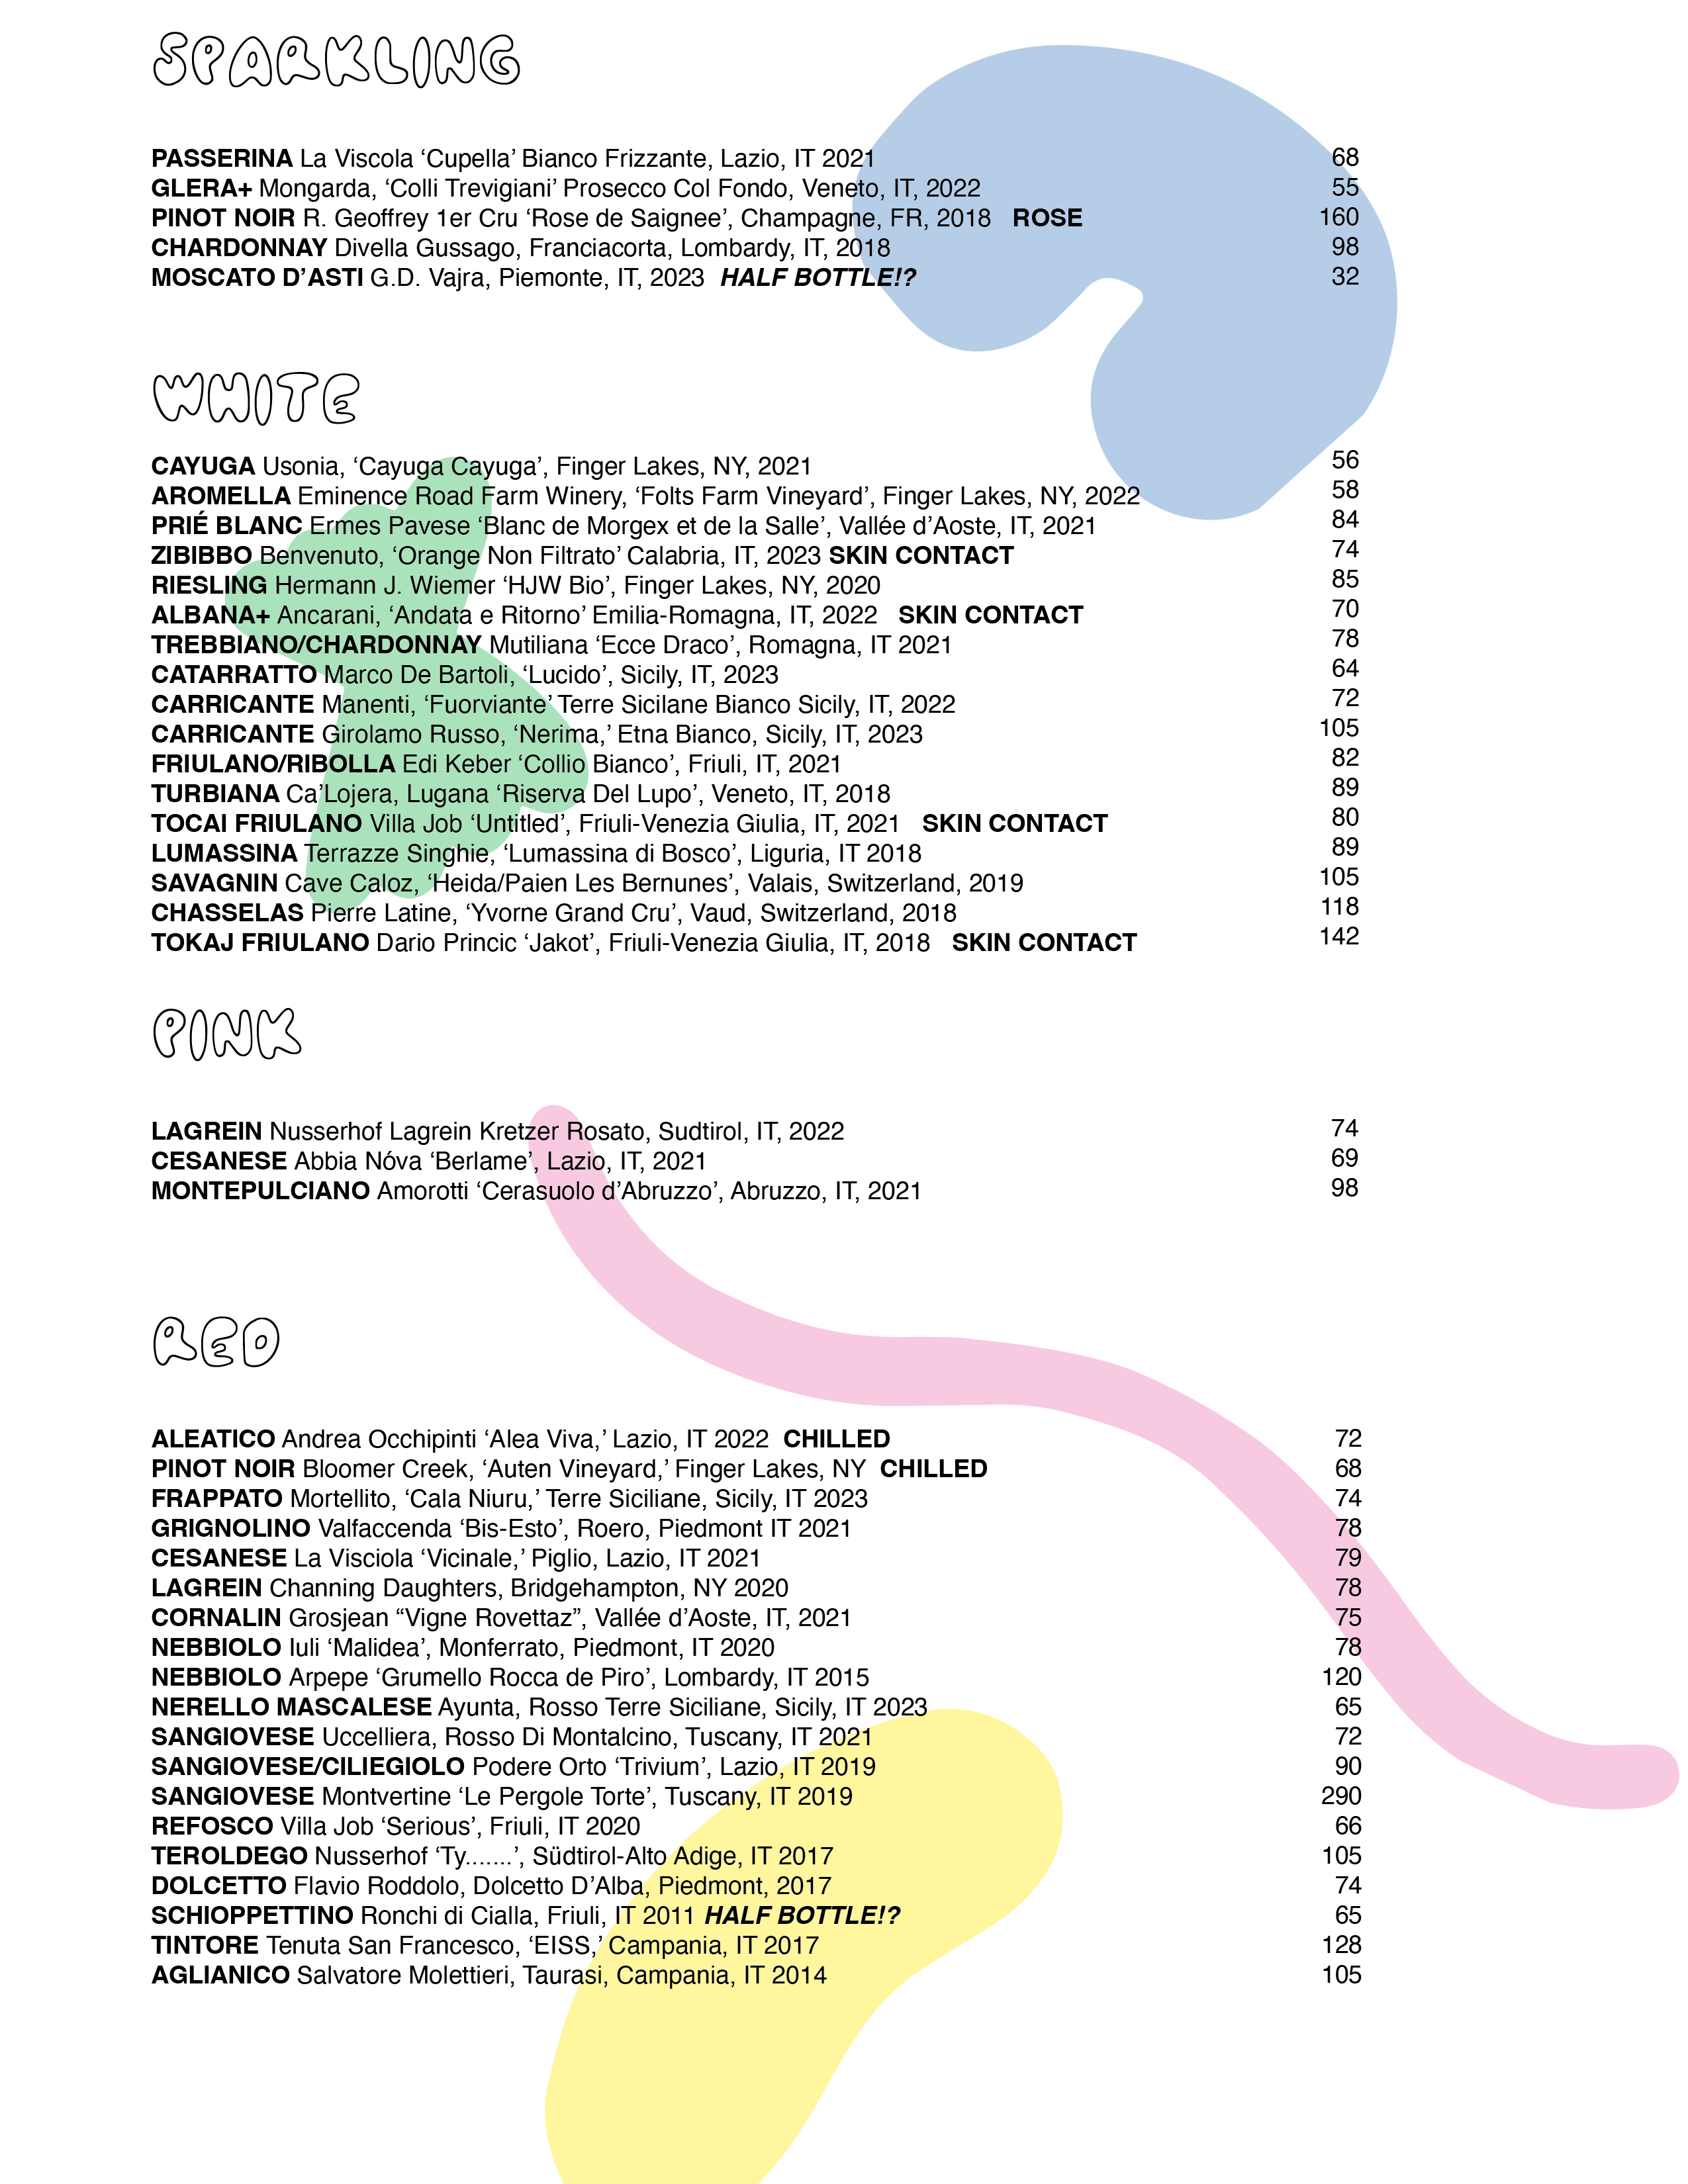 SPARKLING
PASSERINA La Viscola ‘Cupella’ Bianco Frizzante, Lazio, IT 2021 68
GLERA+ Mongarda, ‘Colli Trevigiani’ Prosecco Col Fondo, Veneto, IT, 2022 55
PINOT NOIR R. Geoffrey 1er Cru ‘Rose de Saignee’, Champagne, FR, 2018 ROSE 160
CHARDONNAY Divella Gussago, Franciacorta, Lombardy, IT, 2018 98
MOSCATO D’ASTI G.D. Vajra, Piemonte, IT, 2023 HALF BOTTLE!? 32
WHITE
CAYUGA Usonia, ‘Cayuga Cayuga’, Finger Lakes, NY, 2021 56
AROMELLA Eminence Road Farm Winery, ‘Folts Farm Vineyard’, Finger Lakes, NY, 2022 58
PRIÉ BLANC Ermes Pavese ‘Blanc de Morgex et de la Salle’, Vallée d’Aoste, IT, 2021 84
ZIBIBBO Benvenuto, ‘Orange Non Filtrato’ Calabria, IT, 2023 SKIN CONTACT 74
RIESLING Hermann J. Wiemer ‘HJW Bio’, Finger Lakes, NY, 2020 85
ALBANA+ Ancarani, ‘Andata e Ritorno’ Emilia-Romagna, IT, 2022 SKIN CONTACT 70
TREBBIANO/CHARDONNAY Mutiliana ‘Ecce Draco’, Romagna, IT 2021 78
CATARRATTO Marco De Bartoli, ‘Lucido’, Sicily, IT, 2023 64
CARRICANTE Manenti, ‘Fuorviante’ Terre Sicilane Bianco Sicily, IT, 2022 72
CARRICANTE Girolamo Russo, ‘Nerima,’ Etna Bianco, Sicily, IT, 2023 105
FRIULANO/RIBOLLA Edi Keber ‘Collio Bianco’, Friuli, IT, 2021 82
TURBIANA Ca’Lojera, Lugana ‘Riserva Del Lupo’, Veneto, IT, 2018 89
TOCAI FRIULANO Villa Job ‘Untitled’, Friuli-Venezia Giulia, IT, 2021 SKIN CONTACT 80
LUMASSINA Terrazze Singhie, ‘Lumassina di Bosco’, Liguria, IT 2018 89
SAVAGNIN Cave Caloz, ‘Heida/Paien Les Bernunes’, Valais, Switzerland, 2019 105
CHASSELAS Pierre Latine, ‘Yvorne Grand Cru’, Vaud, Switzerland, 2018 118
TOKAJ FRIULANO Dario Princic ‘Jakot’, Friuli-Venezia Giulia, IT, 2018 SKIN CONTACT 142
PINK
LAGREIN Nusserhof Lagrein Kretzer Rosato, Sudtirol, IT, 2022 74
CESANESE Abbia Nóva ‘Berlame’, Lazio, IT, 2021 69
MONTEPULCIANO Amorotti ‘Cerasuolo d’Abruzzo’, Abruzzo, IT, 2021 98
RED
ALEATICO Andrea Occhipinti ‘Alea Viva,’ Lazio, IT 2022 CHILLED 72
PINOT NOIR Bloomer Creek, ‘Auten Vineyard,’ Finger Lakes, NY CHILLED 68
FRAPPATO Mortellito, ‘Cala Niuru,’ Terre Siciliane, Sicily, IT 2023 74
GRIGNOLINO Valfaccenda ‘Bis-Esto’, Roero, Piedmont IT 2021 78
CESANESE La Visciola ‘Vicinale,’ Piglio, Lazio, IT 2021 79
LAGREIN Channing Daughters, Bridgehampton, NY 2020 78
CORNALIN Grosjean “Vigne Rovettaz”, Vallée d’Aoste, IT, 2021 75
NEBBIOLO Iuli ‘Malidea’, Monferrato, Piedmont, IT 2020 78
NEBBIOLO Arpepe ‘Grumello Rocca de Piro’, Lombardy, IT 2015 120
NERELLO MASCALESE Ayunta, Rosso Terre Siciliane, Sicily, IT 2023 65
SANGIOVESE Uccelliera, Rosso Di Montalcino, Tuscany, IT 2021 72
SANGIOVESE/CILIEGIOLO Podere Orto ‘Trivium’, Lazio, IT 2019 90
SANGIOVESE Montvertine ‘Le Pergole Torte’, Tuscany, IT 2019 290
REFOSCO Villa Job ‘Serious’, Friuli, IT 2020 66
TEROLDEGO Nusserhof ‘Ty.......’, Südtirol-Alto Adige, IT 2017 105
DOLCETTO Flavio Roddolo, Dolcetto D’Alba, Piedmont, 2017 74
SCHIOPPETTINO Ronchi di Cialla, Friuli, IT 2011 HALF BOTTLE!? 65
TINTORE Tenuta San Francesco, ‘EISS,’ Campania, IT 2017 128
AGLIANICO Salvatore Molettieri, Taurasi, Campania, IT 2014 105